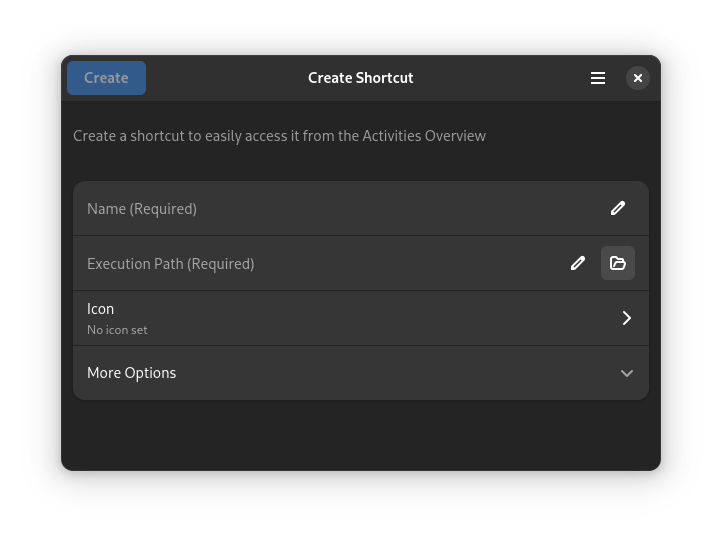 Create
Create Shortcut
Create a shortcut to easily access it from the Activities Overview
Name (Required)
Execution Path (Required)
Icon
No icon set
More Options